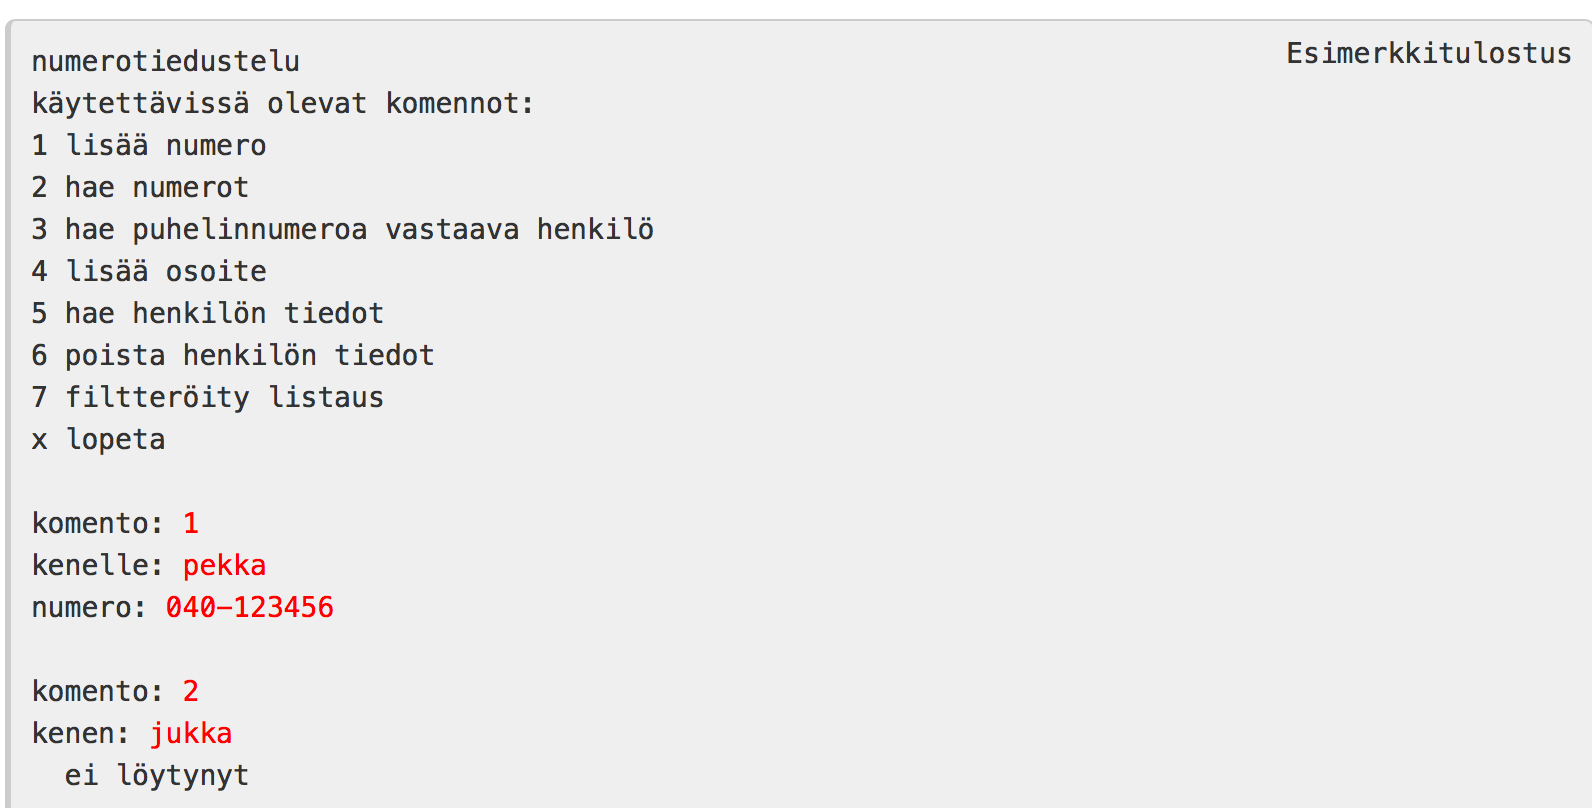 Esimerkkitulostus
numerotiedustelu
käytettävissä olevat komennot:
1 lisää numero
2 hae numerot
3 hae puhelinnumeroa vastaava henkilö
4 lisää osoite
5 hae henkilön tiedot
6 poista henkilön tiedot
7 filtteröity listaus
x lopeta
komento: 1
kenelle: pekka
numero: 040-123456
komento: 2
kenen: jukka
  ei löytynyt